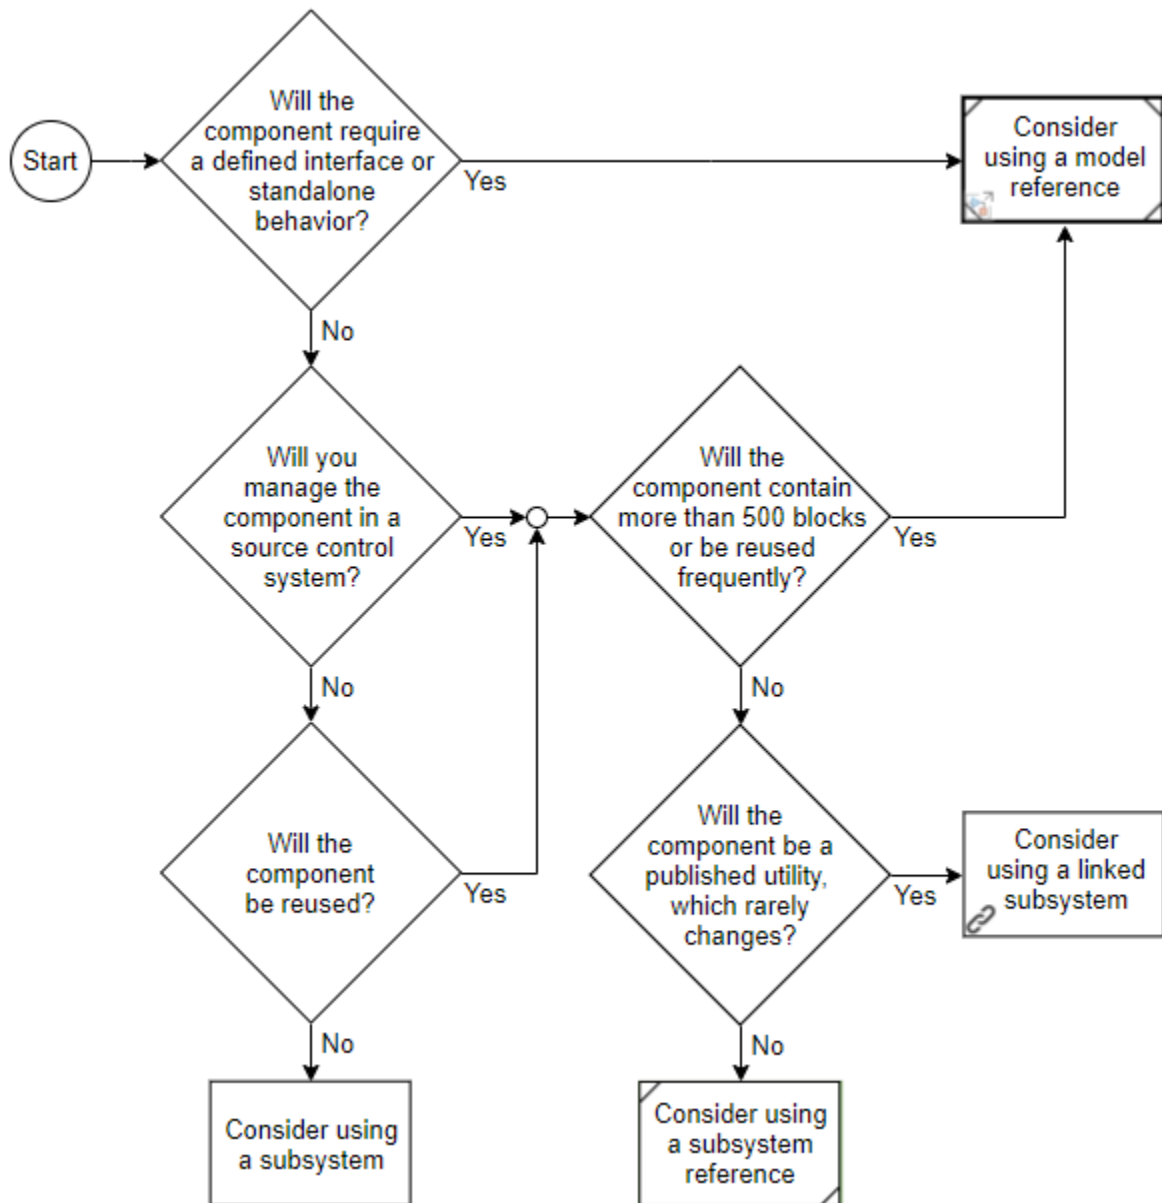 Start
Will the
component require
a defined interface or
standalone
behavior?
Yes
Consider
using a model
reference
No
Will you
manage the
component in a
source control
system?
Yes
Will the
component contain
more than 500 blocks
or be reused
frequently?
Yes
No
No
Will the
component
be reused?
Yes
Will the
component be a
published utility,
which rarely
changes?
Yes
Consider
using a linked
subsystem
No
No
Consider using
a subsystem
Consider using
a subsystem
reference